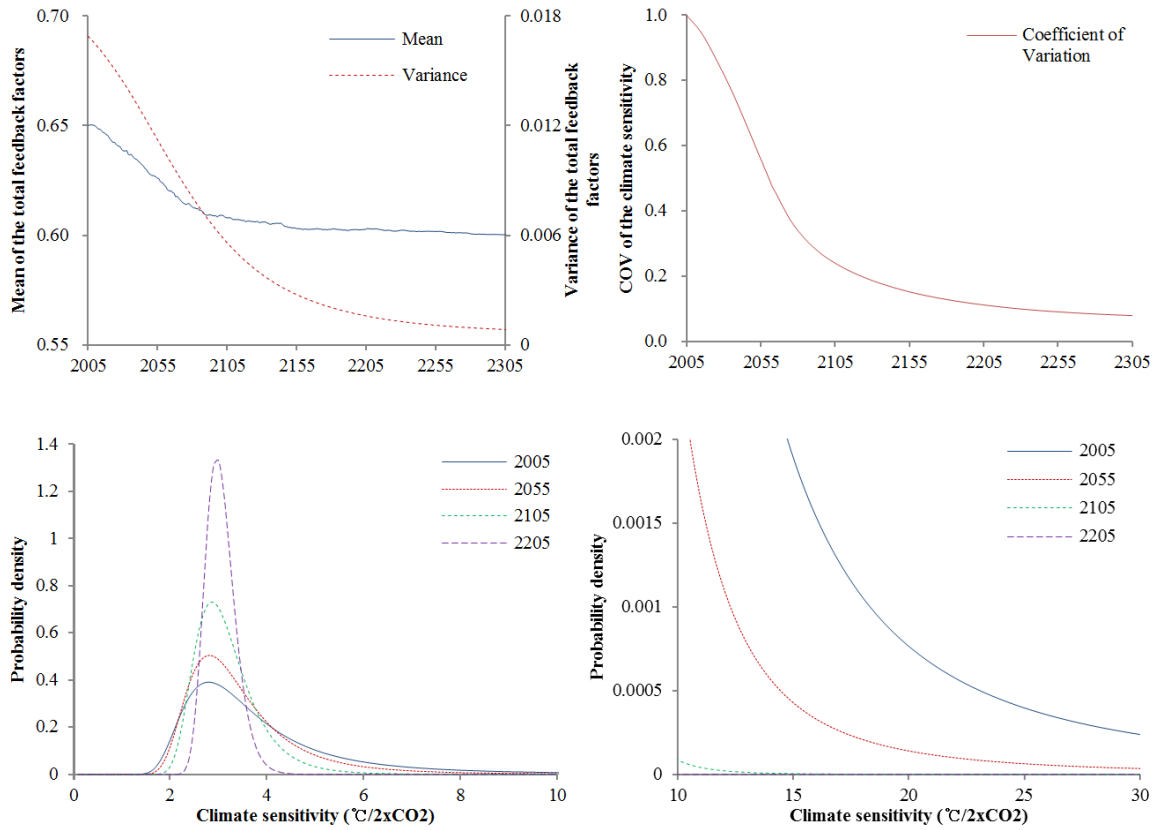 0.70
0.65
0.60
0.55
Mean of the total feedback factors
Mean
Variance
0.018
0.012
0.006
0
Variance of the total feedback
factors
2005 2055 2105 2155 2205 2255 2305
1.0
0.8
0.6
0.4
0.2
0.0
COV of the climate sensitivity
Coefficient of
Variation
2005 2055 2105 2155 2205 2255 2305
1.4
1.2
1
0.8
0.6
0.4
0.2
0
Probability density
2005
2055
2105
2205
0 2 4 6 8 10
Climate sensitivity (℃/2xCO2)
0.002
0.0015
0.001
0.0005
0
Probability density
2005
2055
2105
2205
10 15 20 25 30
Climate sensitivity (℃/2xCO2)